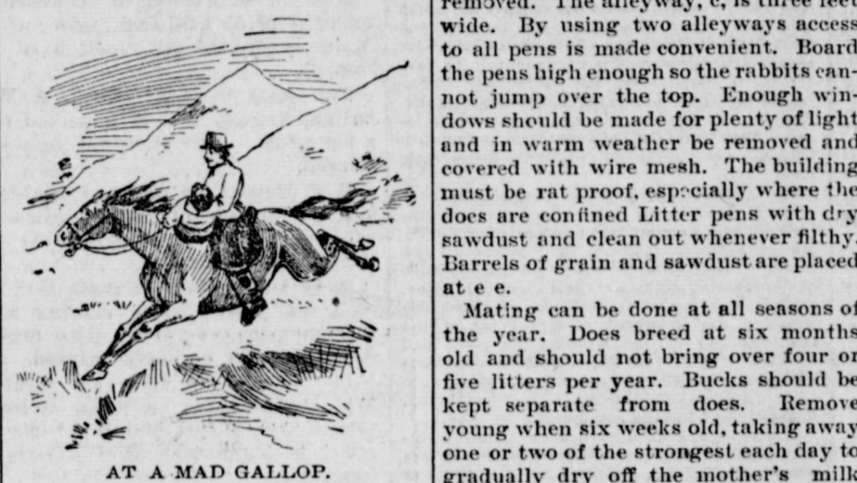 AT A MAD GALLOP.
removed. The alleyway, c, is three feet
wide. By using two alleyways access
to all pens is made convenient. Board
the pens high enough so the rabbits can-
not jump over the top. Enough win-
dows should be made for plenty of light
and in warm weather be removed and
covered with wire mesh. The building
must be rat proof, especially where the
does are confined Litter pens with dry
sawdust and clean out whenever filthy.
Barrels of grain and sawdust are placed
at e e.
Mating can be done at all seasons of
the year. Does breed at six months
old and should not bring over four or
five litters per year. Bucks should be
kept separate from does. Remove
young when six weeks old, taking away
one or two of the strongest each day to
gradually dry off the mother's milk